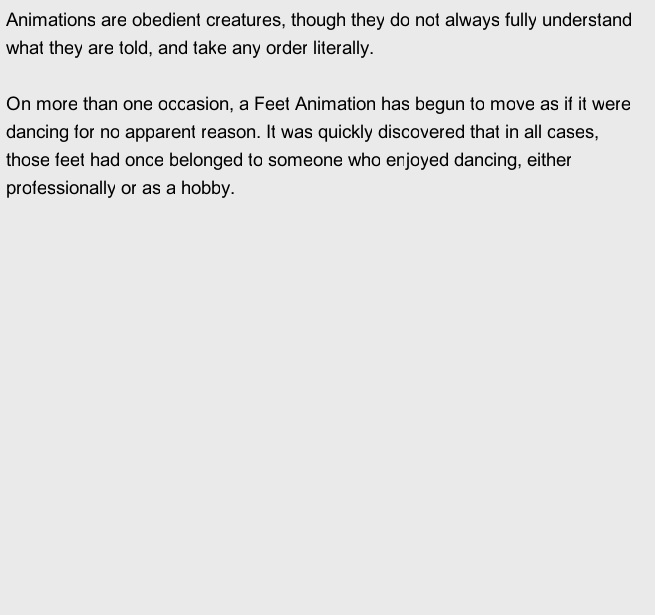 Animations are obedient creatures, though they do not always fully understand
what they are told, and take any order literally.
On more than one occasion, a Feet Animation has begun to move as if it were
dancing for no apparent reason. It was quickly discovered that in all cases,
those feet had once belonged to someone who enjoyed dancing, either
professionally or as a hobby.